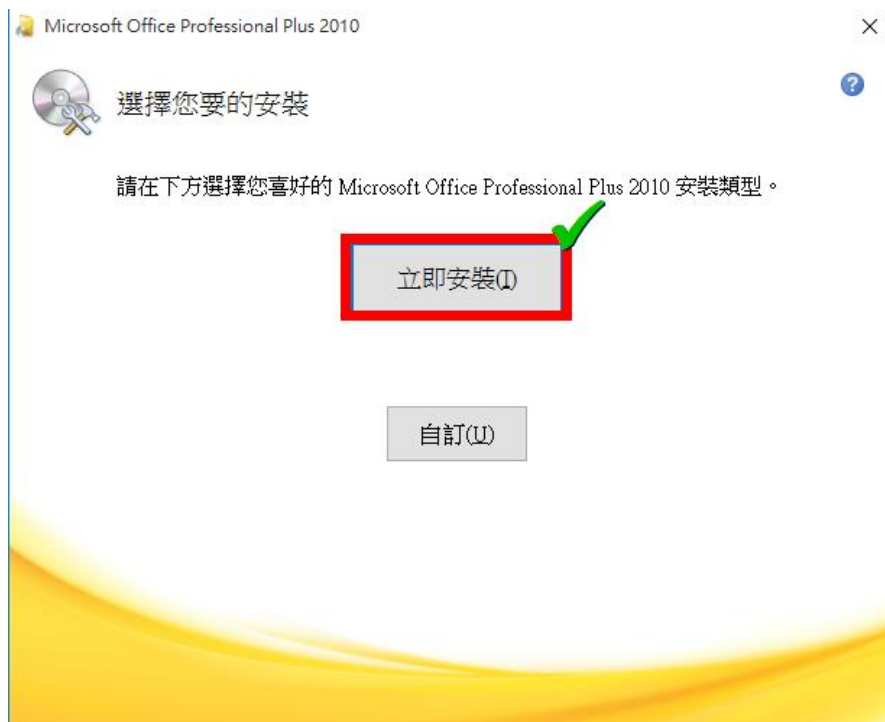 Microsoft Office Professional Plus 2010
選擇您要的安裝
請在下方選擇您喜好的 Microsoft Office Professional Plus 2010 安裝類型。
立即安裝(I)
自訂(U)